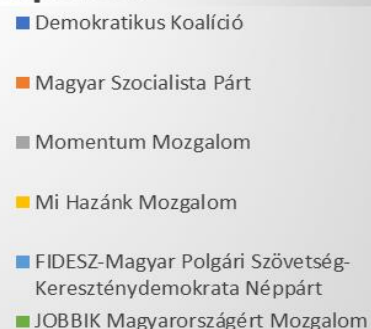 Demokratikus Koalíció
Magyar Szocialista Párt
Momentum Mozgalom
Mi Hazánk Mozgalom
FIDESZ-Magyar Polgári Szövetség-
Kereszténydemokrata Néppárt
JOBBIK Magyarországért Mozgalom